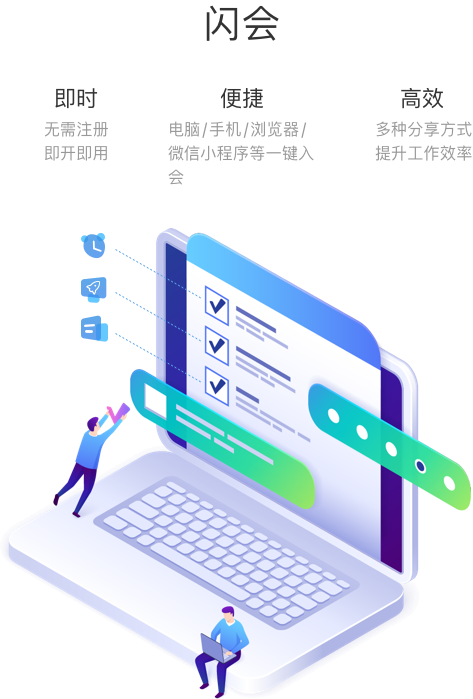 闪会
即时
无需注册
即开即用
便捷
电脑/手机/浏览器/
微信小程序等一键入
会
高效
多种分享方式
提升工作效率